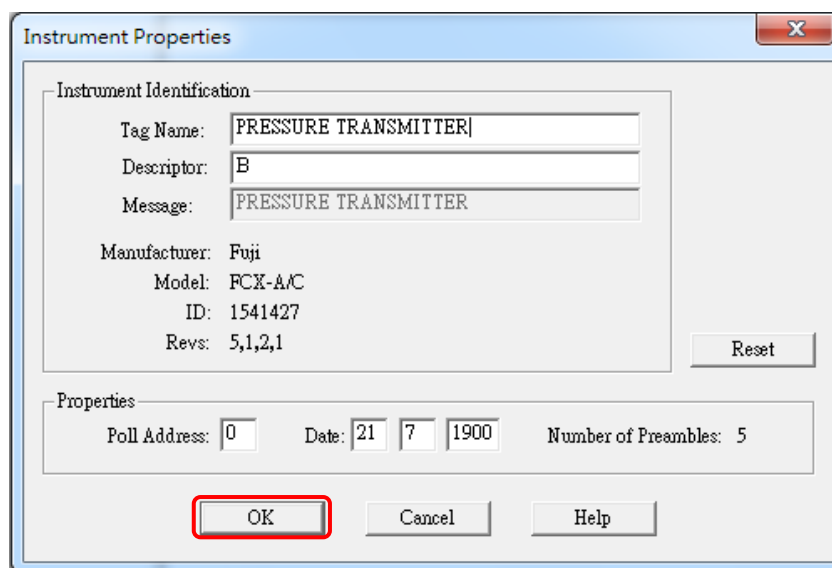 Instrument Properties
X
Instrument Identification
Tag Name: PRESSURE TRANSMITTER
Descriptor: B
Message: PRESSURE TRANSMITTER
Manufacturer: Fuji
Model: FCX-A/C
ID: 1541427
Revs: 5,1,2,1
Reset
Properties
Poll Address: 0 Date: 21 7 1900 Number of Preambles: 5
OK Cancel Help